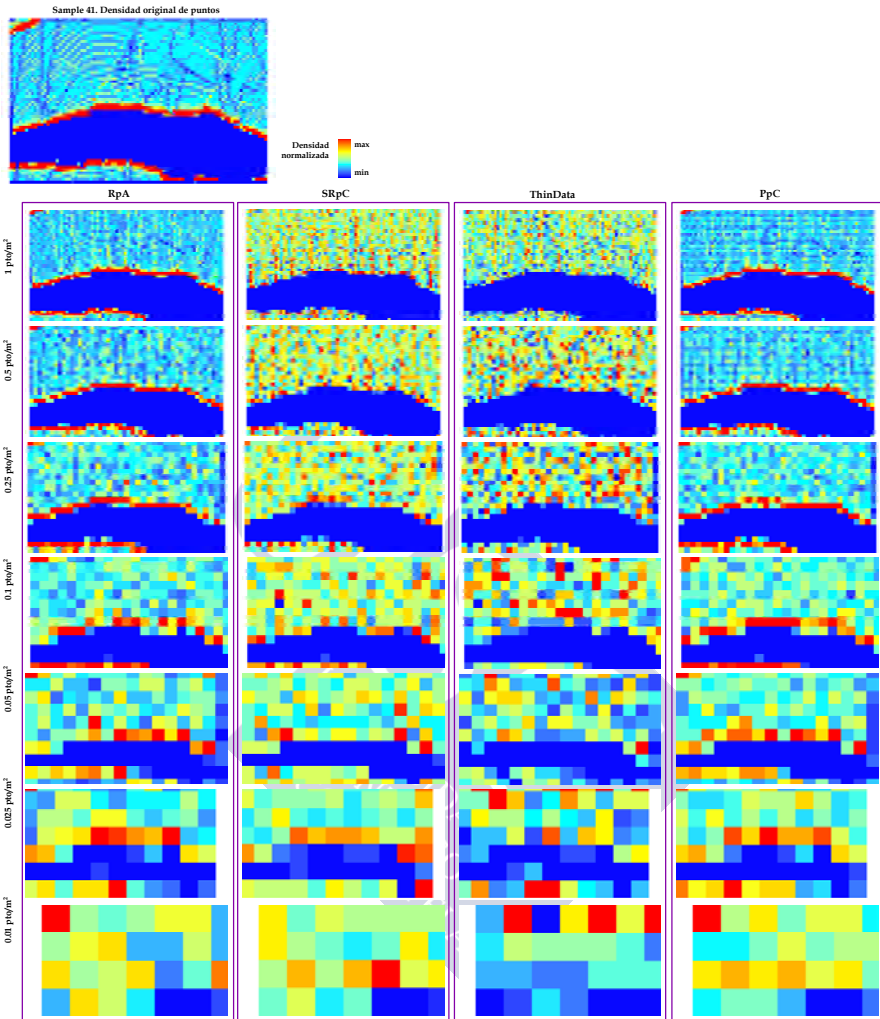 Sample 41. Densidad original de puntos
Densidad normalizada
max
min
RpA SRpC ThinData PpC
1 pto/m²
0.5 pto/m²
0.25 pto/m²
0.1 pto/m²
0.05 pto/m²
0.025 pto/m²
0.01 pto/m²